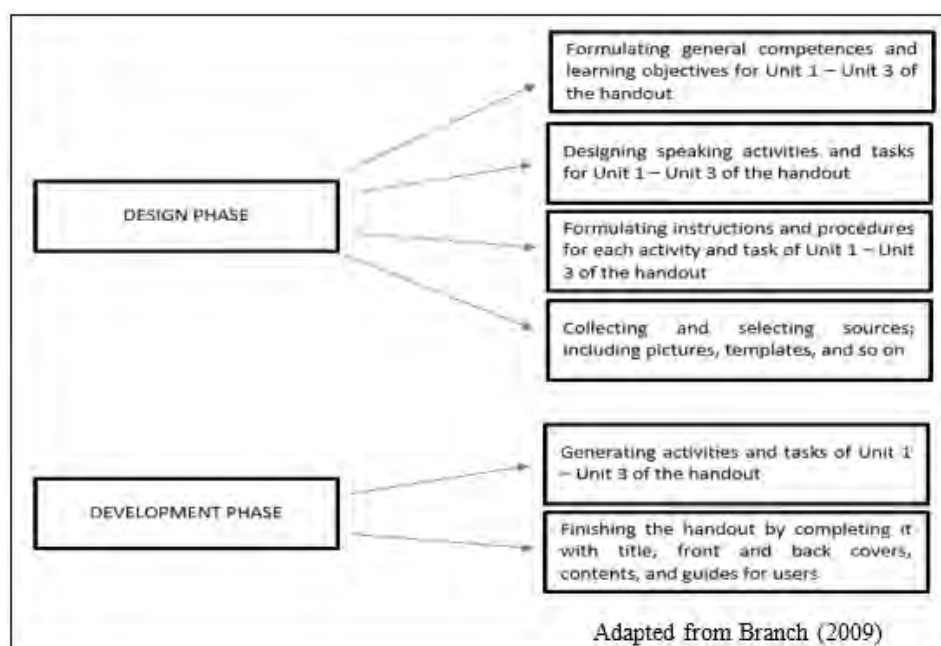 DESIGN PHASE
Formulating general competences and
learning objectives for Unit 1 – Unit 3 of
the handout
Designing speaking activities and tasks
for Unit 1 – Unit 3 of the handout
Formulating instructions and procedures
for each activity and task of Unit 1 – Unit
3 of the handout
Collecting and selecting sources;
including pictures, templates, and so on
DEVELOPMENT PHASE
Generating activities and tasks of Unit 1
– Unit 3 of the handout
Finishing the handout by completing it
with title, front and back covers,
contents, and guides for users
Adapted from Branch (2009)